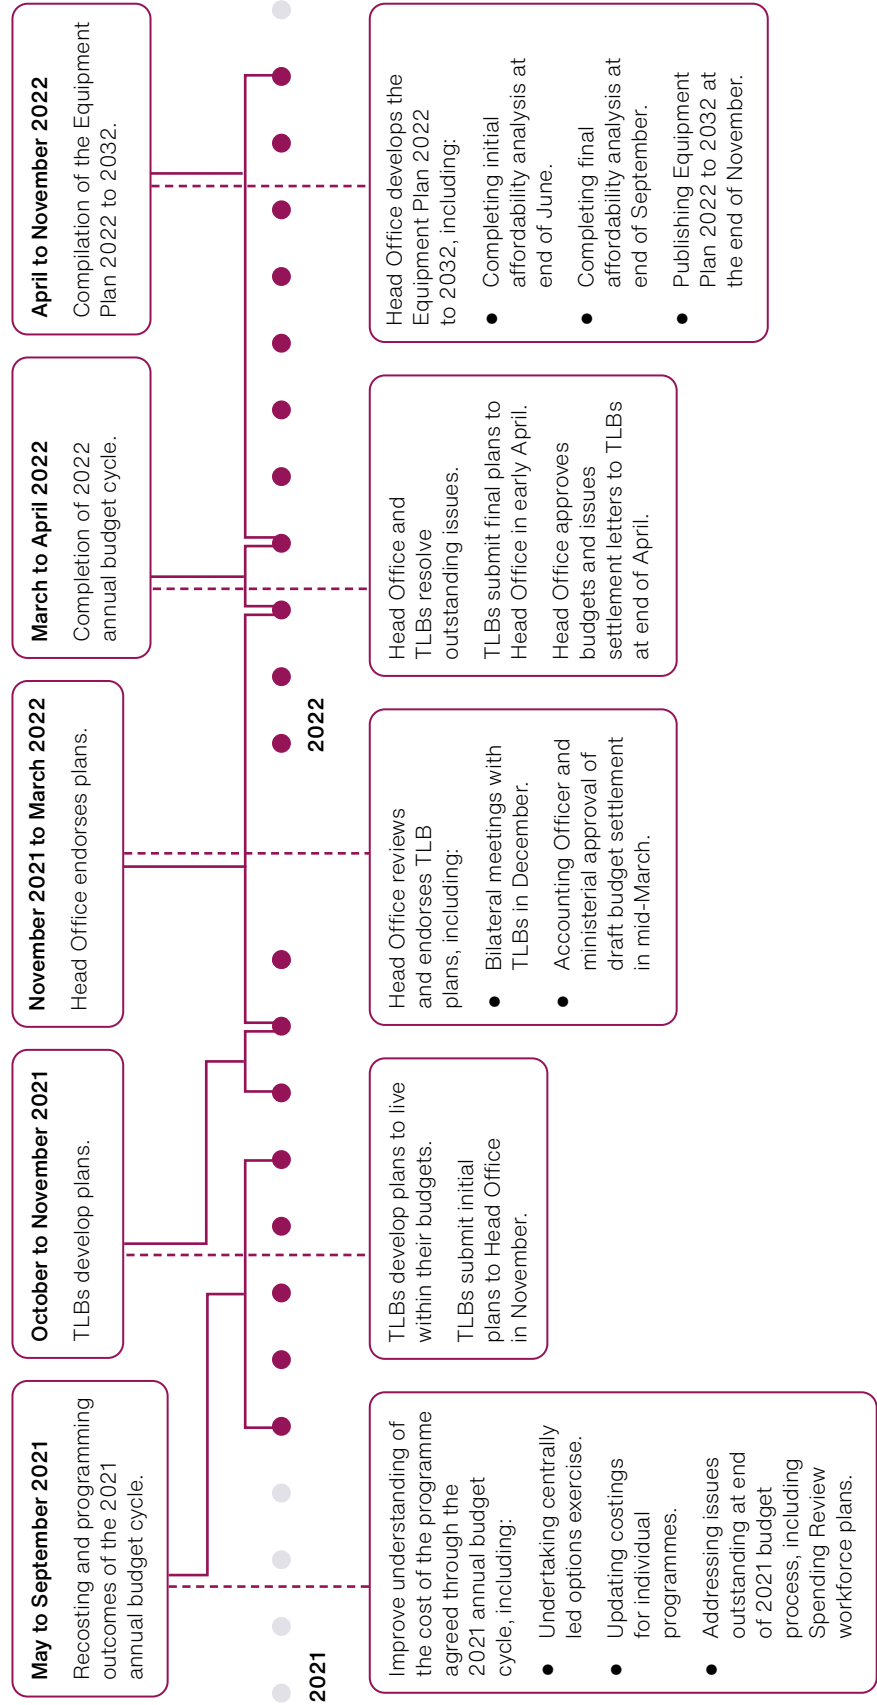 May to September 2021
Recosting and programming
outcomes of the 2021
annual budget cycle.
October to November 2021
TLBs develop plans.
November 2021 to March 2022
Head Office endorses plans.
March to April 2022
Completion of 2022
annual budget cycle.
April to November 2022
Compilation of the Equipment
Plan 2022 to 2032.
2021
2022
Improve understanding of
the cost of the programme
agreed through the
2021 annual budget
cycle, including:
● Undertaking centrally
led options exercise.
● Updating costings
for individual
programmes.
● Addressing issues
outstanding at end
of 2021 budget
process, including
Spending Review
workforce plans.
TLBs develop plans to live
within their budgets.
TLBs submit initial
plans to Head Office
in November.
Head Office reviews
and endorses TLB
plans, including:
● Bilateral meetings with
TLBs in December.
● Accounting Officer and
ministerial approval of
draft budget settlement
in mid-March.
Head Office and
TLBs resolve
outstanding issues.
TLBs submit final plans to
Head Office in early April.
Head Office approves
budgets and issues
settlement letters to TLBs
at end of April.
Head Office develops the
Equipment Plan 2022
to 2032, including:
● Completing initial
affordability analysis at
end of June.
● Completing final
affordability analysis at
end of September.
● Publishing Equipment
Plan 2022 to 2032 at
the end of November.